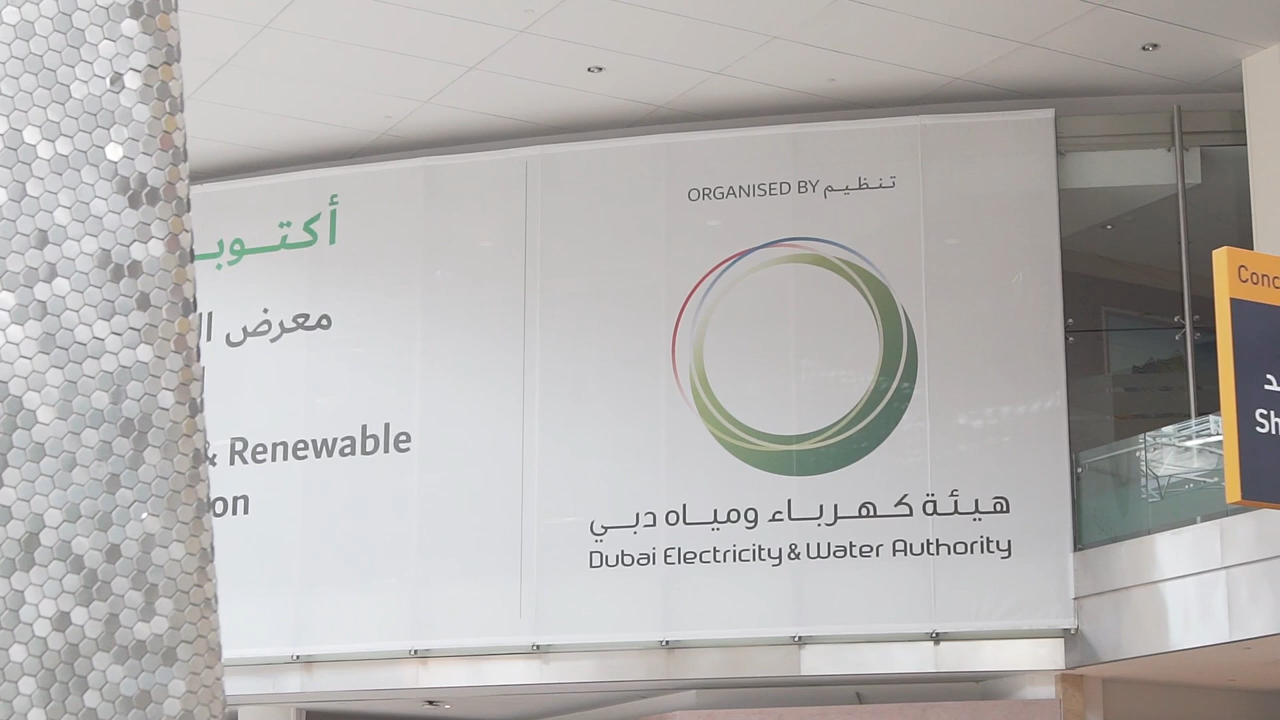 أكتوبـ
معرض ا
& Renewable
on
ORGANISED BY تنظيم
هيئة كهرباء ومياه دبي
Dubai Electricity & Water Authority
Conc
Sh